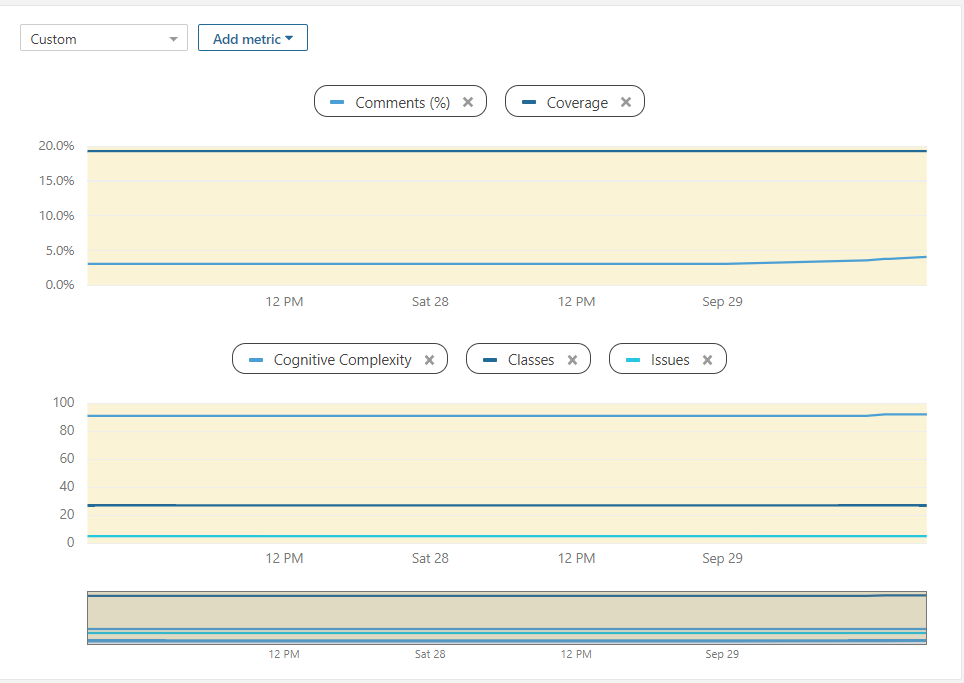 Custom Add metric
Comments (%) Coverage
20.0%
15.0%
10.0%
5.0%
0.0%
12 PM Sat 28 12 PM Sep 29
Cognitive Complexity Classes Issues
100
80
60
40
20
0
12 PM Sat 28 12 PM Sep 29
12 PM Sat 28 12 PM Sep 29